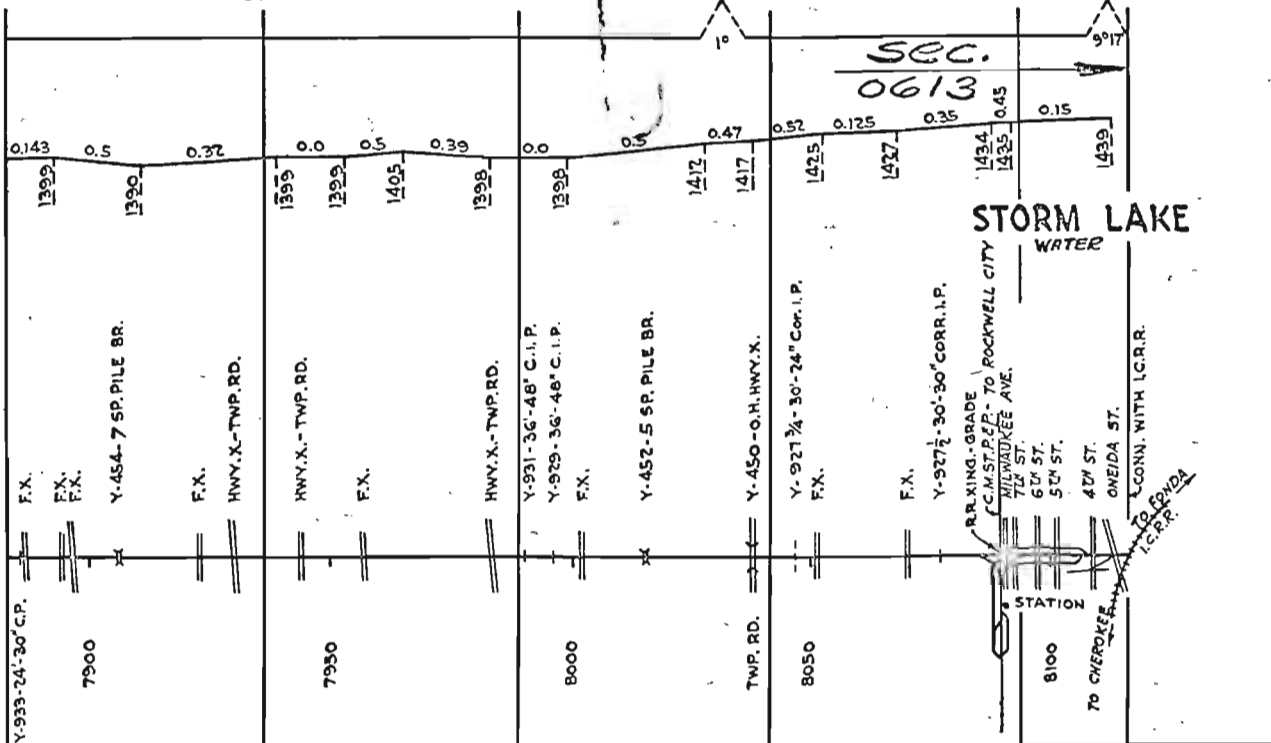 1°
9°17'
SEC.
0613
0.143
0.5
0.32
0.0
0.5
0.39
0.0
0.5
0.47
0.52
0.125
0.35
0.45
0.15
1399
1390
1399
1399
1405
1398
1398
1412
1417
1425
1427
1434
1435
1439
STORM LAKE
WATER
Y-933-24'-30" C.P.
F.X.
F.X.
F.X.
Y-454-7 SP. PILE BR.
F.X.
HWY.X.-TWP.RD.
HWY.X.-TWP.RD.
F.X.
HWY.X.-TWP.RD.
Y-931-36'-48" C.I.P.
Y-929-36'-48" C.I.P.
F.X.
Y-452-5 SP. PILE BR.
Y-450-O.H.HWY.X.
TWP. RD.
Y-927¾-30'-24" Cor. I.P.
F.X.
F.X.
Y-927½-30'-30" CORR. I.P.
R.R.XING.-GRADE
C.M.ST.P.&P.- TO ROCKWELL CITY
MILWAUKEE AVE.
7TH ST.
6TH ST.
5TH ST.
4TH ST.
ONEIDA ST.
CONN. WITH I.C.R.R.
TO FONDA
I.C.R.R.
STATION
TO CHEROKEE
7900
7950
8000
8050
8100